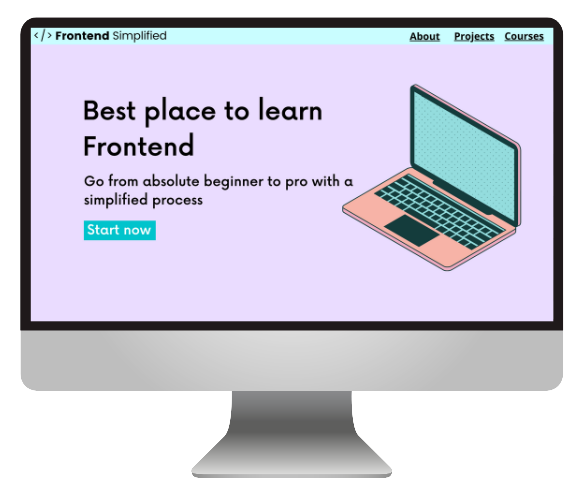 </> Frontend Simplified
About Projects Courses
Best place to learn
Frontend
Go from absolute beginner to pro with a
simplified process
Start now